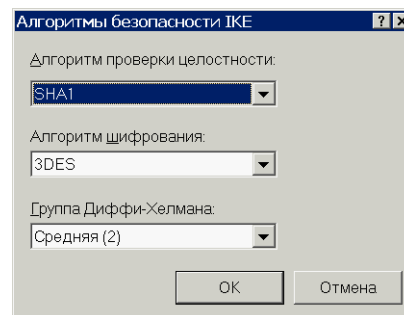 Алгоритмы безопасности IKE
Алгоритм проверки целостности:
SHA1
Алгоритм шифрования:
3DES
Группа Диффи-Хелмана:
Средняя (2)
OK
Отмена